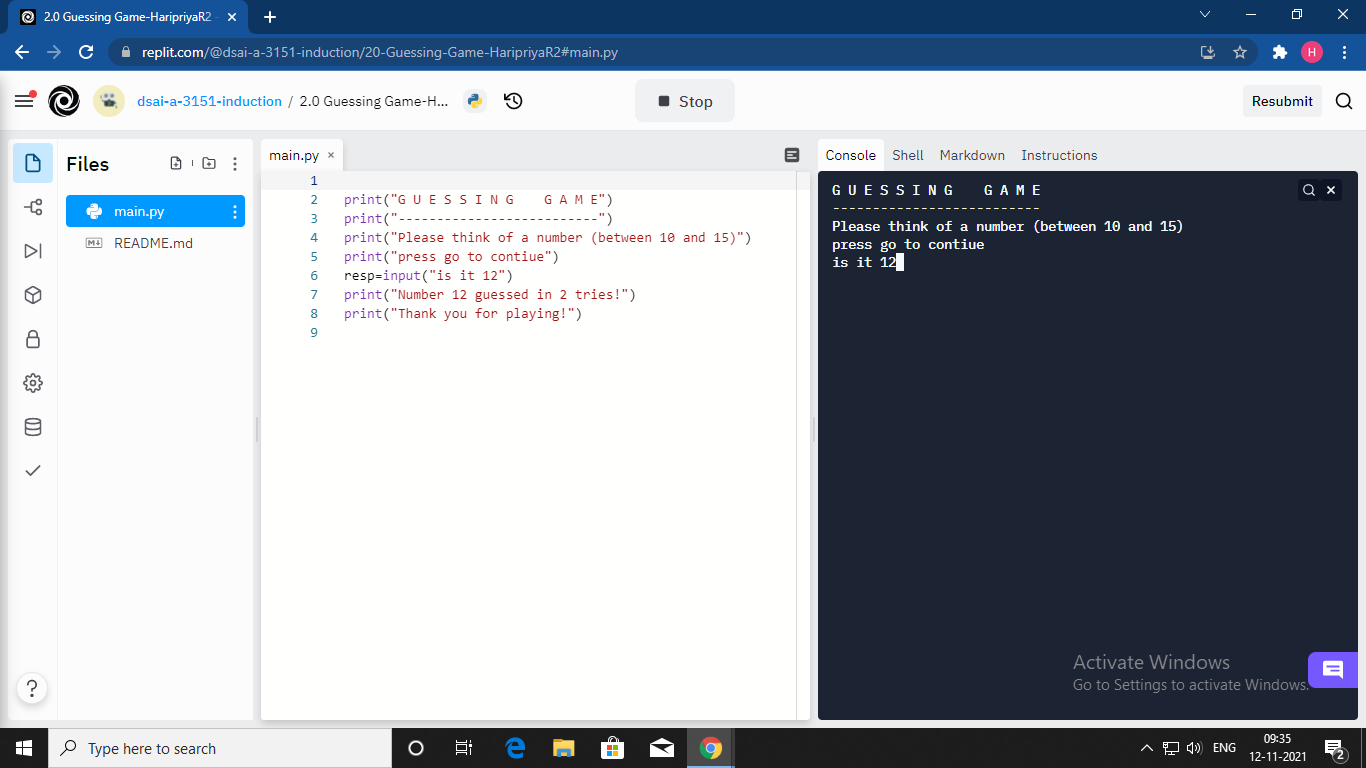 2.0 Guessing Game-HaripriyaR2 -
replit.com/@dsai-a-3151-induction/20-Guessing-Game-HaripriyaR2#main.py
H
dsai-a-3151-induction / 2.0 Guessing Game-H...
Stop
Resubmit
Files
main.py
README.md
main.py ×
1
2 print("G U E S S I N G    G A M E")
3 print("--------------------------")
4 print("Please think of a number (between 10 and 15)")
5 print("press go to contiue")
6 resp=input("is it 12")
7 print("Number 12 guessed in 2 tries!")
8 print("Thank you for playing!")
9
Console Shell Markdown Instructions
G U E S S I N G    G A M E
--------------------------
Please think of a number (between 10 and 15)
press go to contiue
is it 12
Activate Windows
Go to Settings to activate Windows.
?
Type here to search
ENG
09:35
12-11-2021
2